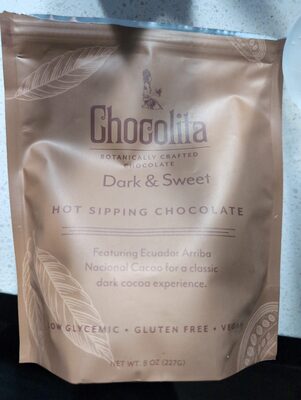 Chocolita
BOTANICALLY CRAFTED
CHOCOLATE
Dark & Sweet
HOT SIPPING CHOCOLATE
Featuring Ecuador Arriba
Nacional Cacao for a classic
dark cocoa experience.
LOW GLYCEMIC • GLUTEN FREE • VEGAN
NET WT. 8 OZ (227G)